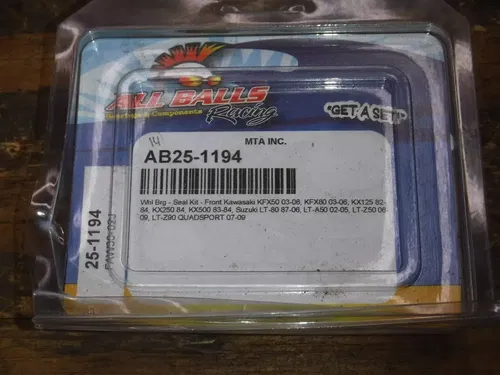 ALL BALLS
Bearings & Components
Racing
"GET A SET!"
14
MTA INC.
AB25-1194
Whl Brg - Seal Kit - Front Kawasaki KFX50 03-06, KFX80 03-06, KX125 82-
84, KX250 84, KX500 83-84, Suzuki LT-80 87-06, LT-A50 02-05, LT-Z50 06-
09, LT-Z90 QUADSPORT 07-09
25-1194